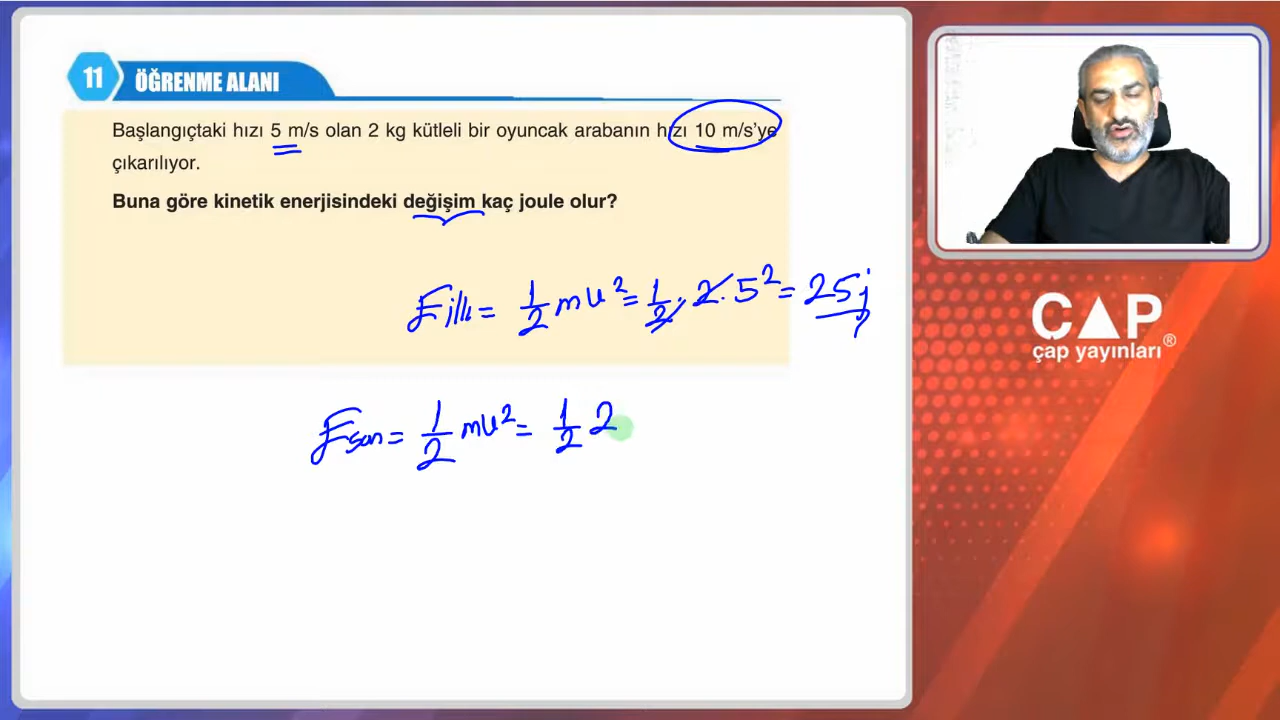 11 ÖĞRENME ALANI
Başlangıçtaki hızı 5 m/s olan 2 kg kütleli bir oyuncak arabanın hızı 10 m/s'ye
çıkarılıyor.
Buna göre kinetik enerjisindeki değişim kaç joule olur?
Eilk = 1/2 mv² = 1/2 . 2 . 5² = 25j
Eson = 1/2 mv² = 1/2 2
ÇAP
çap yayınları®